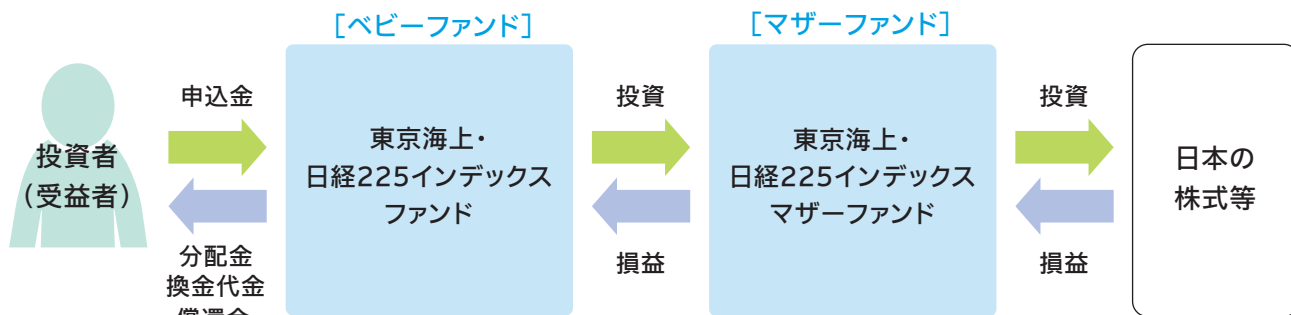 [ベビーファンド]
[マザーファンド]
投資者
(受益者)
申込金
分配金
換金代金
償還金
東京海上・
日経225インデックス
ファンド
投資
損益
東京海上・
日経225インデックス
マザーファンド
投資
損益
日本の
株式等